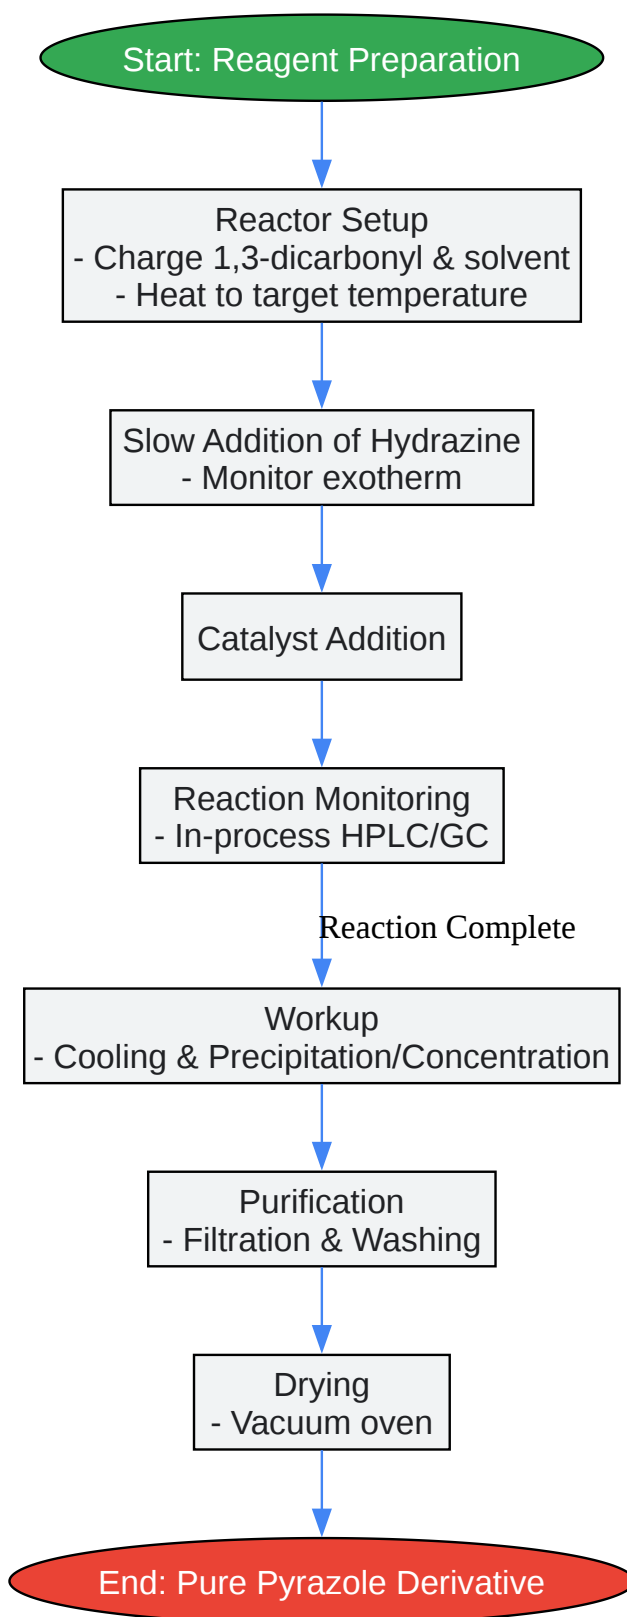 Start: Reagent Preparation
Reactor Setup
- Charge 1,3-dicarbonyl & solvent
- Heat to target temperature
Slow Addition of Hydrazine
- Monitor exotherm
Catalyst Addition
Reaction Monitoring
- In-process HPLC/GC
Reaction Complete
Workup
- Cooling & Precipitation/Concentration
Purification
- Filtration & Washing
Drying
- Vacuum oven
End: Pure Pyrazole Derivative